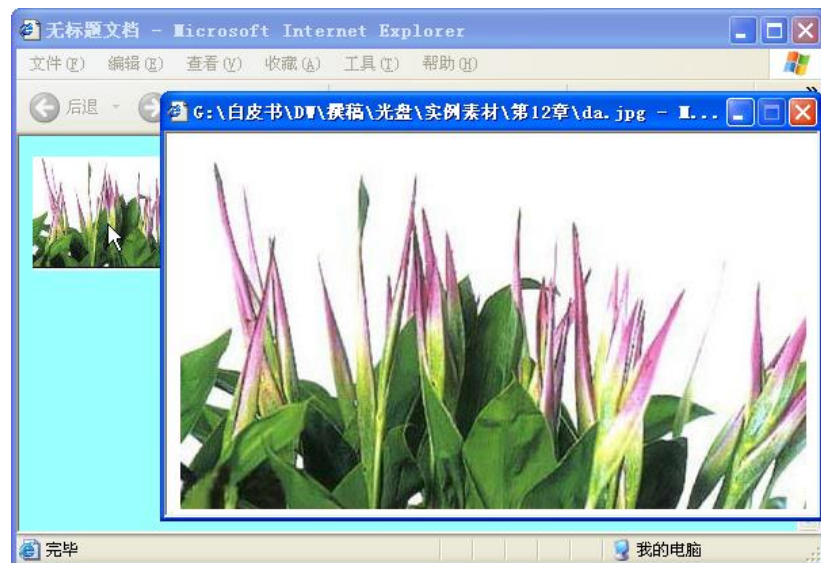 无标题文档 - Microsoft Internet Explorer
文件(F) 编辑(E) 查看(V) 收藏(A) 工具(T) 帮助(H)
后退
G:\白皮书\DW\撰稿\光盘\实例素材\第12章\da.jpg - M...
完毕
我的电脑